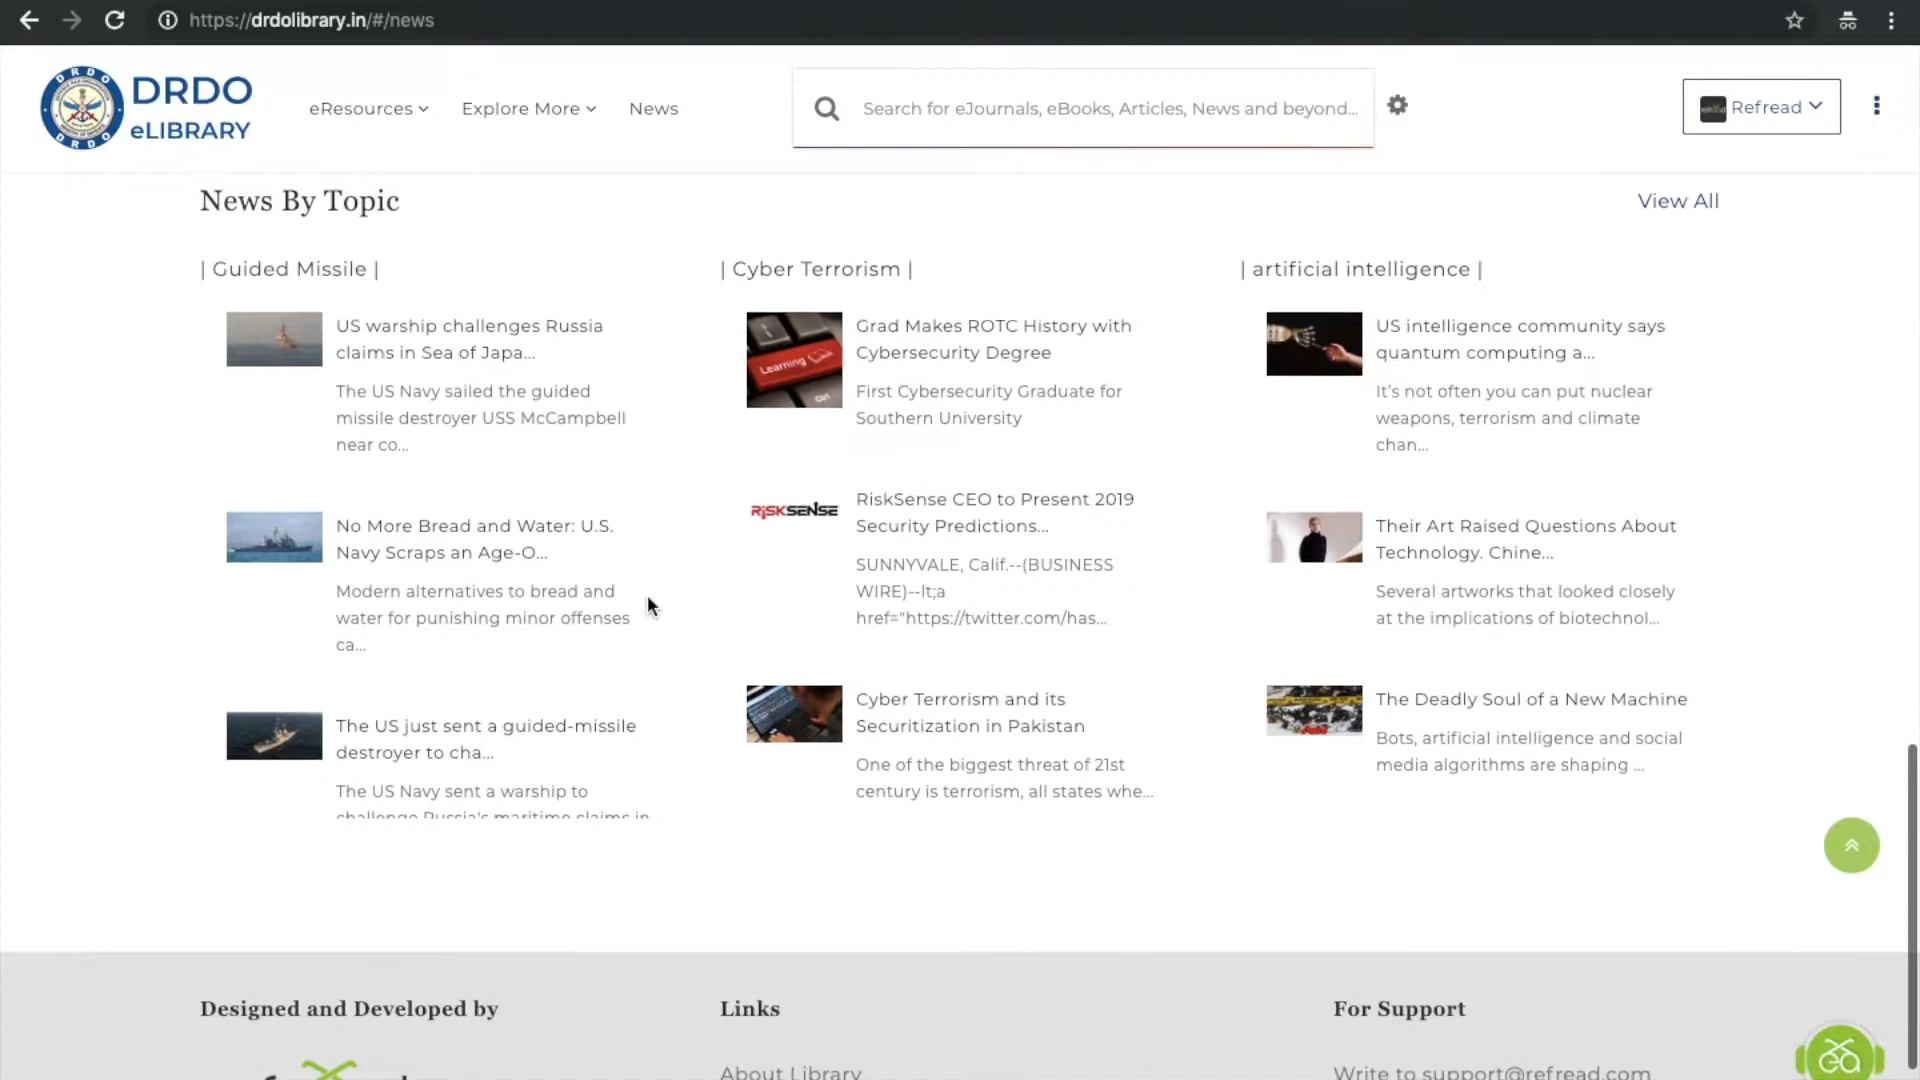 https://drdolibrary.in/#/news
DRDO
eLIBRARY
eResources
Explore More
News
Search for eJournals, eBooks, Articles, News and beyond...
Refread
News By Topic
View All
| Guided Missile |
US warship challenges Russia
claims in Sea of Japa...
The US Navy sailed the guided
missile destroyer USS McCampbell
near co...
No More Bread and Water: U.S.
Navy Scraps an Age-O...
Modern alternatives to bread and
water for punishing minor offenses
ca...
The US just sent a guided-missile
destroyer to cha...
The US Navy sent a warship to
challenge Russia's maritime claims in
| Cyber Terrorism |
Learning
Ctrl
Grad Makes ROTC History with
Cybersecurity Degree
First Cybersecurity Graduate for
Southern University
RISKSENSE
RiskSense CEO to Present 2019
Security Predictions...
SUNNYVALE, Calif.--(BUSINESS
WIRE)--lt;a
href="https://twitter.com/has...
Cyber Terrorism and its
Securitization in Pakistan
One of the biggest threat of 21st
century is terrorism, all states whe...
| artificial intelligence |
US intelligence community says
quantum computing a...
It's not often you can put nuclear
weapons, terrorism and climate
chan...
Their Art Raised Questions About
Technology. Chine...
Several artworks that looked closely
at the implications of biotechnol...
The Deadly Soul of a New Machine
Bots, artificial intelligence and social
media algorithms are shaping ...
Designed and Developed by
Links
About Library
For Support
Write to support@refread.com